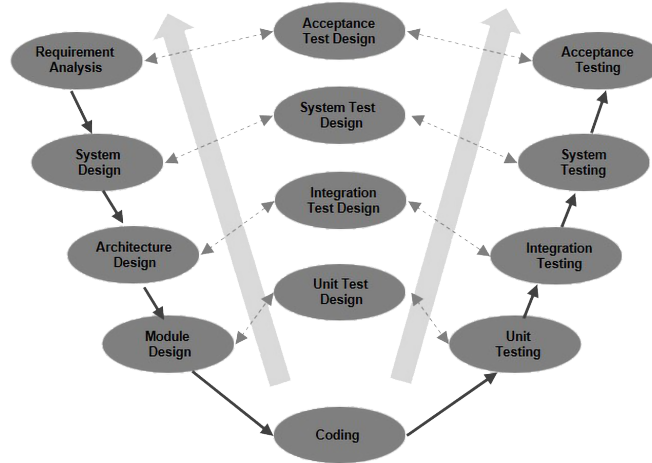 Acceptance
Test Design
Requirement
Analysis
Acceptance
Testing
System Test
Design
System
Design
System
Testing
Integration
Test Design
Architecture
Design
Integration
Testing
Unit Test
Design
Module
Design
Unit
Testing
Coding